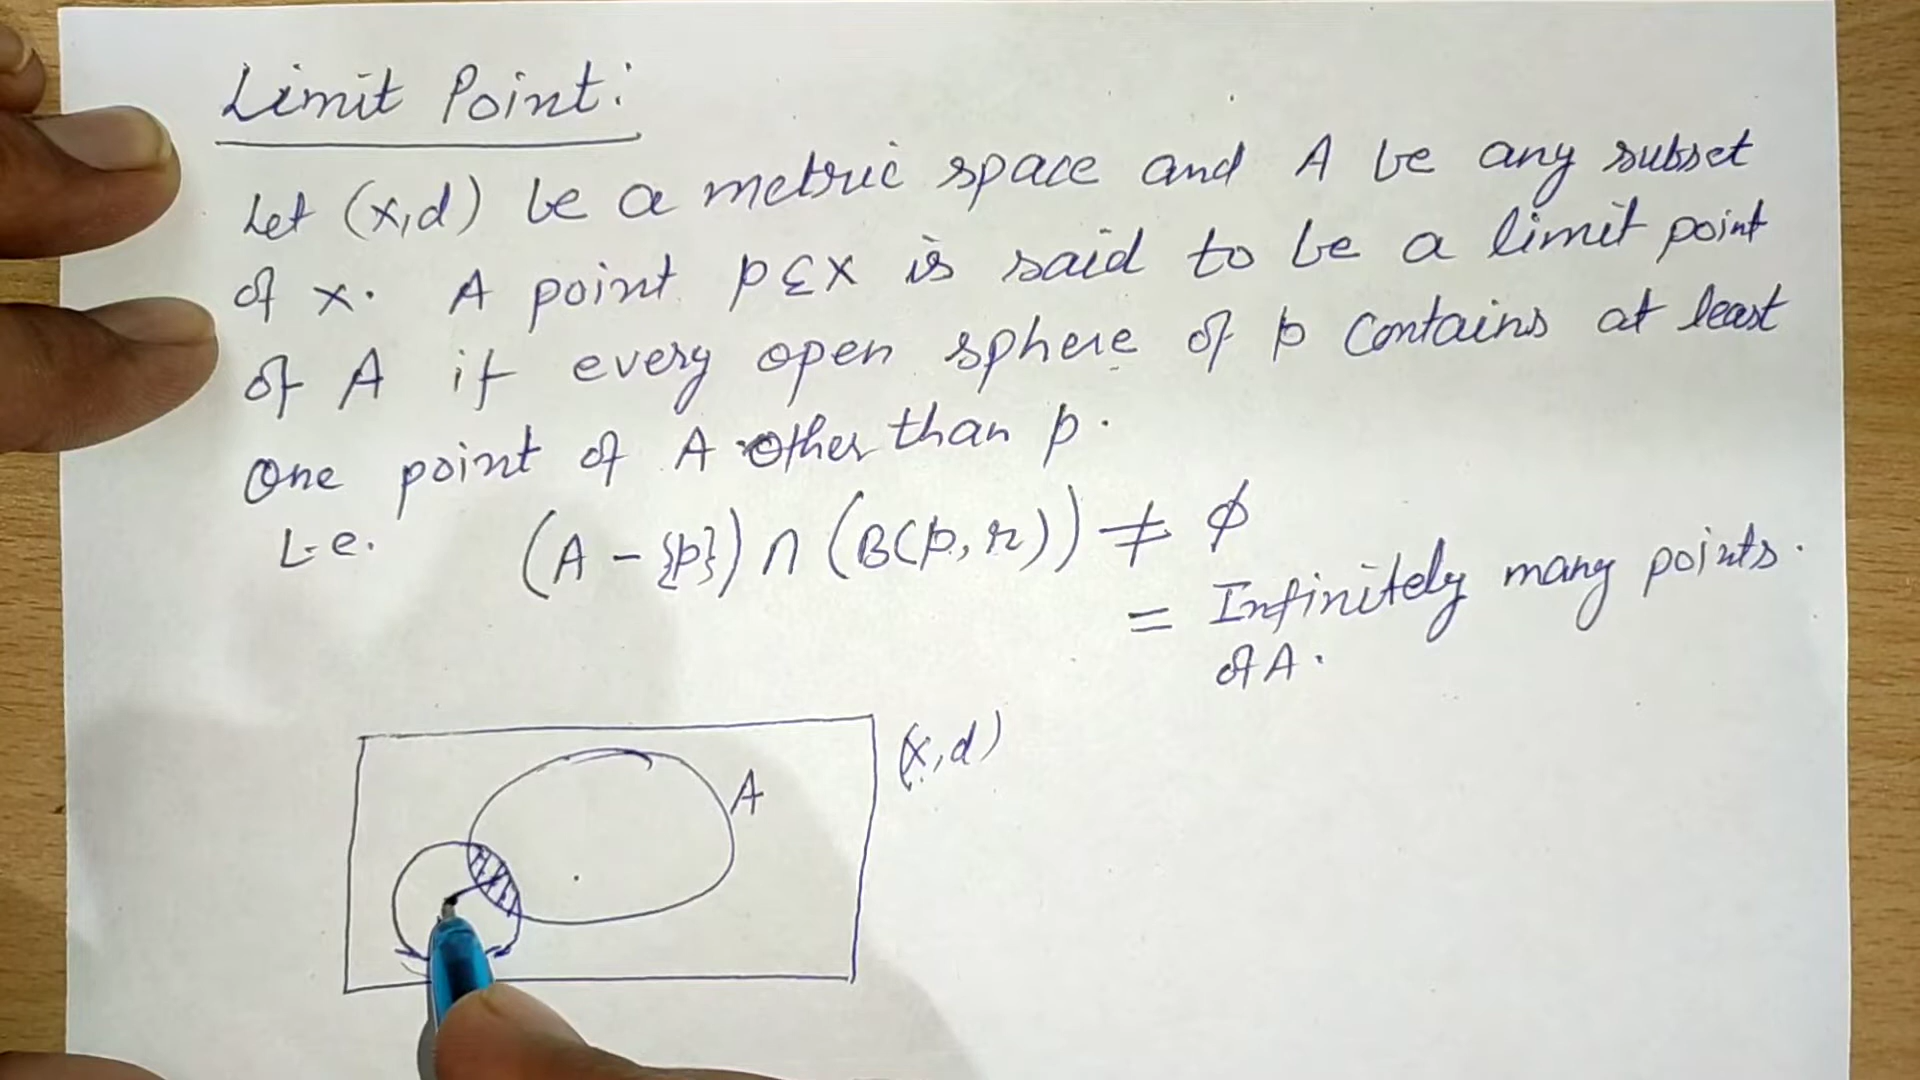 Limit Point:
Let (x,d) be a metric space and A be any subset
of x. A point p ε x is said to be a limit point
of A if every open sphere of p contains at least
One point of A other than p.
i.e. (A - {p}) ∩ (B(p, r)) ≠ φ
= Infinitely many points.
of A.
(x, d)
A